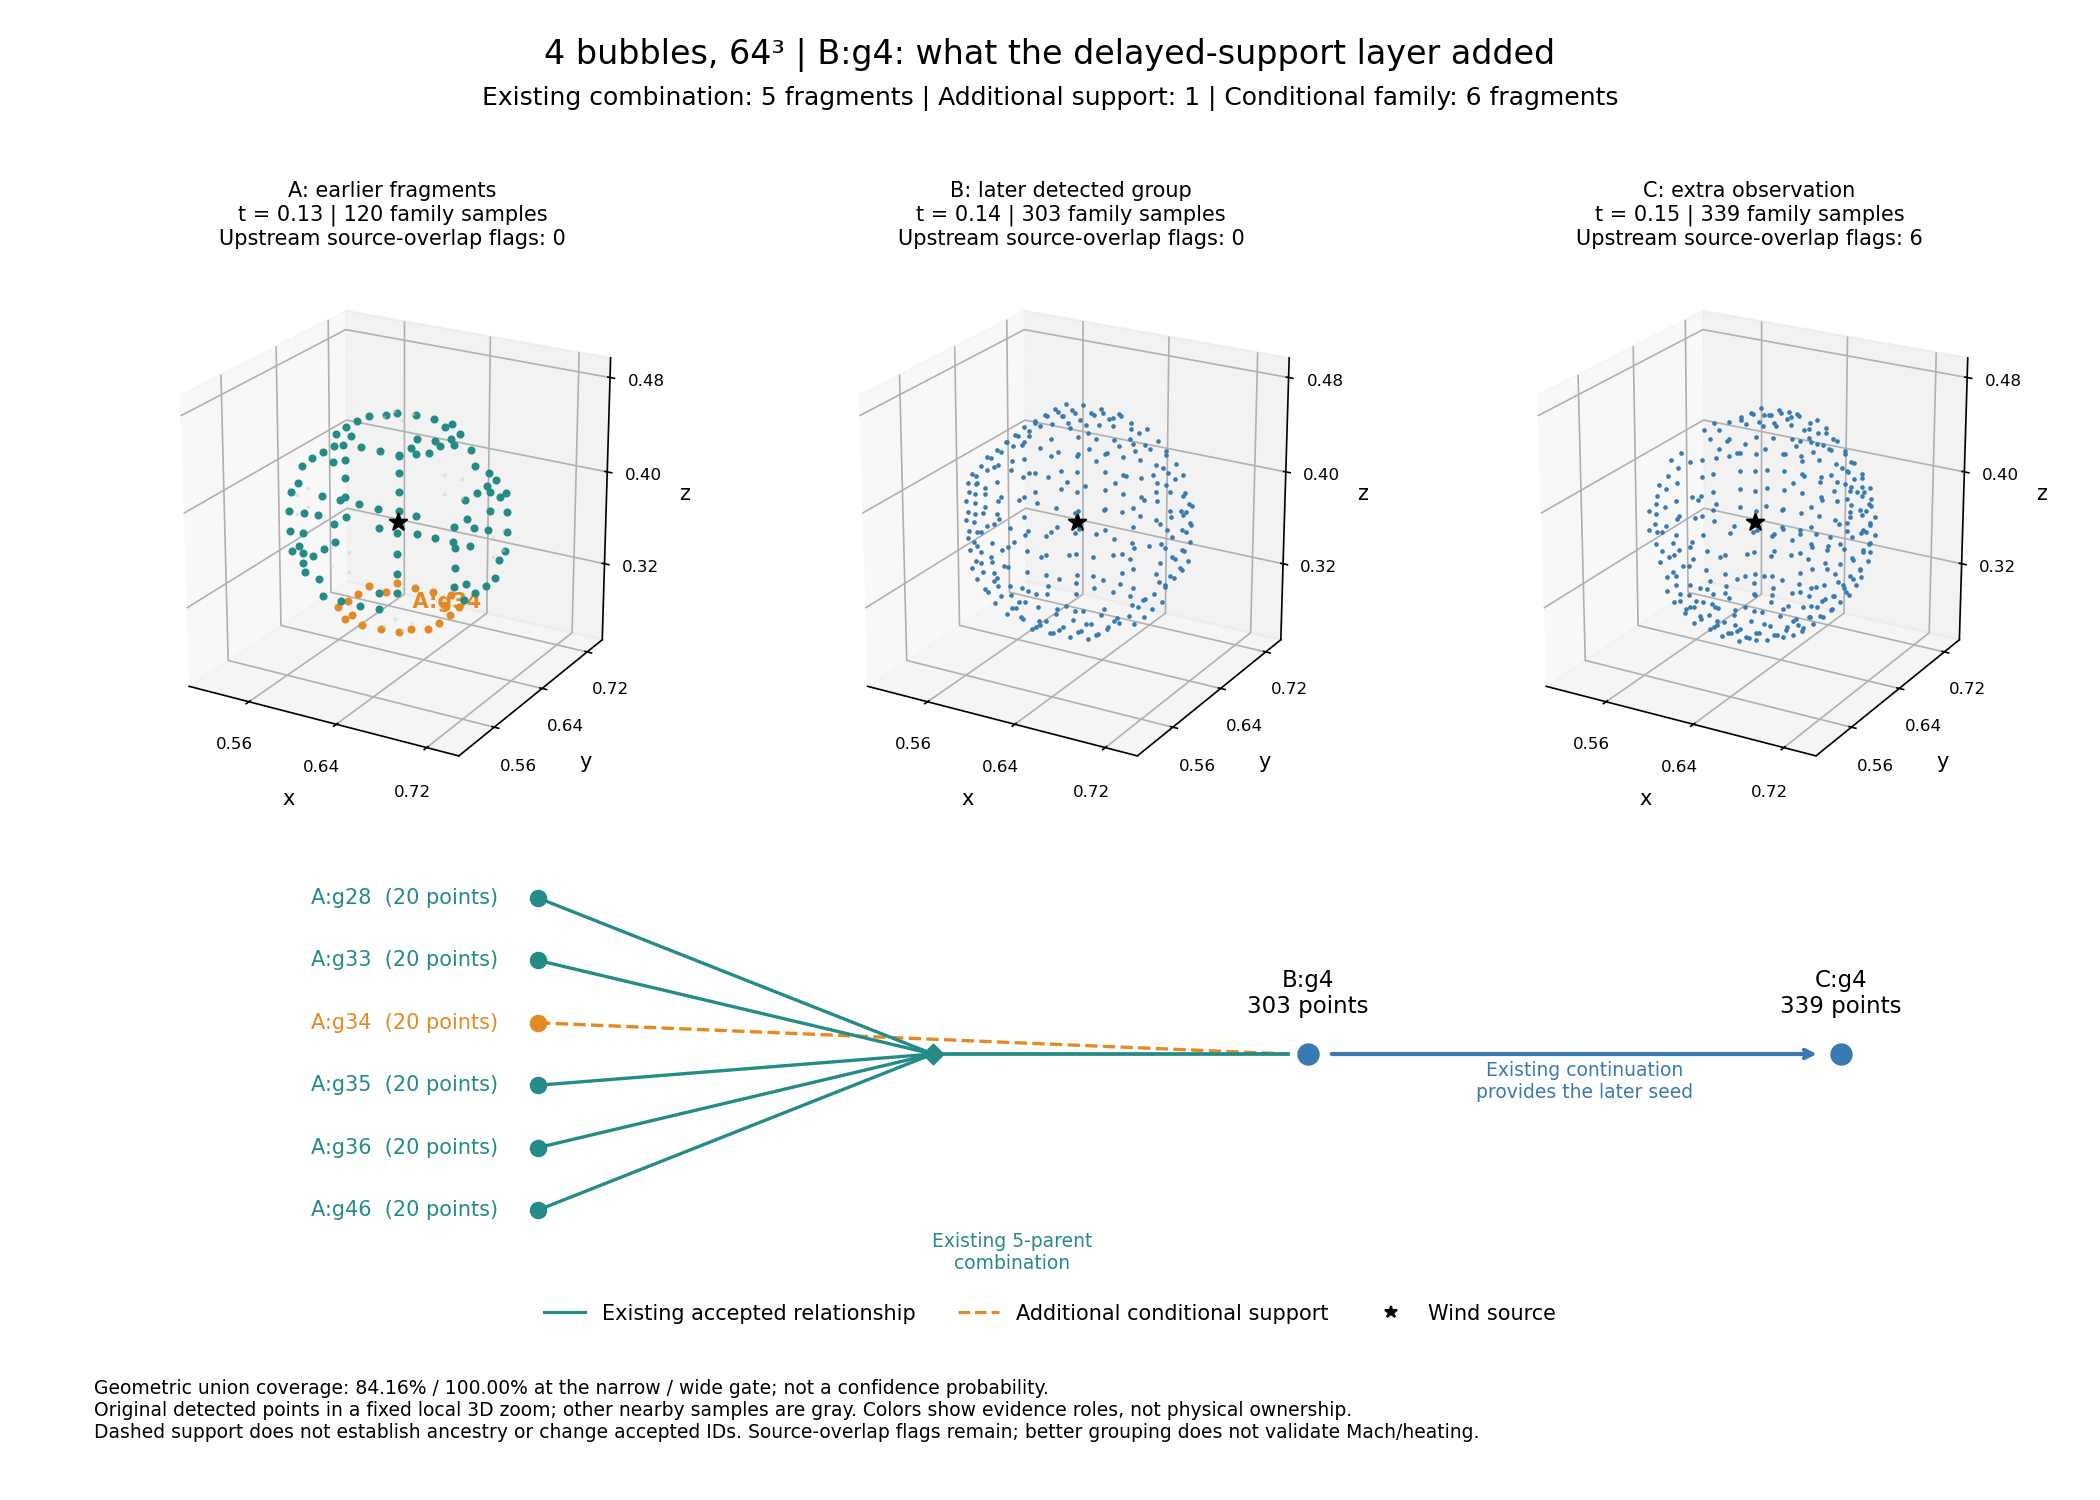 4 bubbles, 64³ | B:g4: what the delayed-support layer added
Existing combination: 5 fragments | Additional support: 1 | Conditional family: 6 fragments
A: earlier fragments
t = 0.13 | 120 family samples
Upstream source-overlap flags: 0
B: later detected group
t = 0.14 | 303 family samples
Upstream source-overlap flags: 0
C: extra observation
t = 0.15 | 339 family samples
Upstream source-overlap flags: 6
0.48
0.40
z
0.32
A:g34
0.72
0.64
0.56
y
0.56
0.64
0.72
x
0.48
0.40
z
0.32
0.72
0.64
0.56
y
0.56
0.64
0.72
x
0.48
0.40
z
0.32
0.72
0.64
0.56
y
0.56
0.64
0.72
x
A:g28 (20 points)
A:g33 (20 points)
A:g34 (20 points)
A:g35 (20 points)
A:g36 (20 points)
A:g46 (20 points)
B:g4
303 points
C:g4
339 points
Existing continuation
provides the later seed
Existing 5-parent
combination
Existing accepted relationship
Additional conditional support
Wind source
Geometric union coverage: 84.16% / 100.00% at the narrow / wide gate; not a confidence probability.
Original detected points in a fixed local 3D zoom; other nearby samples are gray. Colors show evidence roles, not physical ownership.
Dashed support does not establish ancestry or change accepted IDs. Source-overlap flags remain; better grouping does not validate Mach/heating.